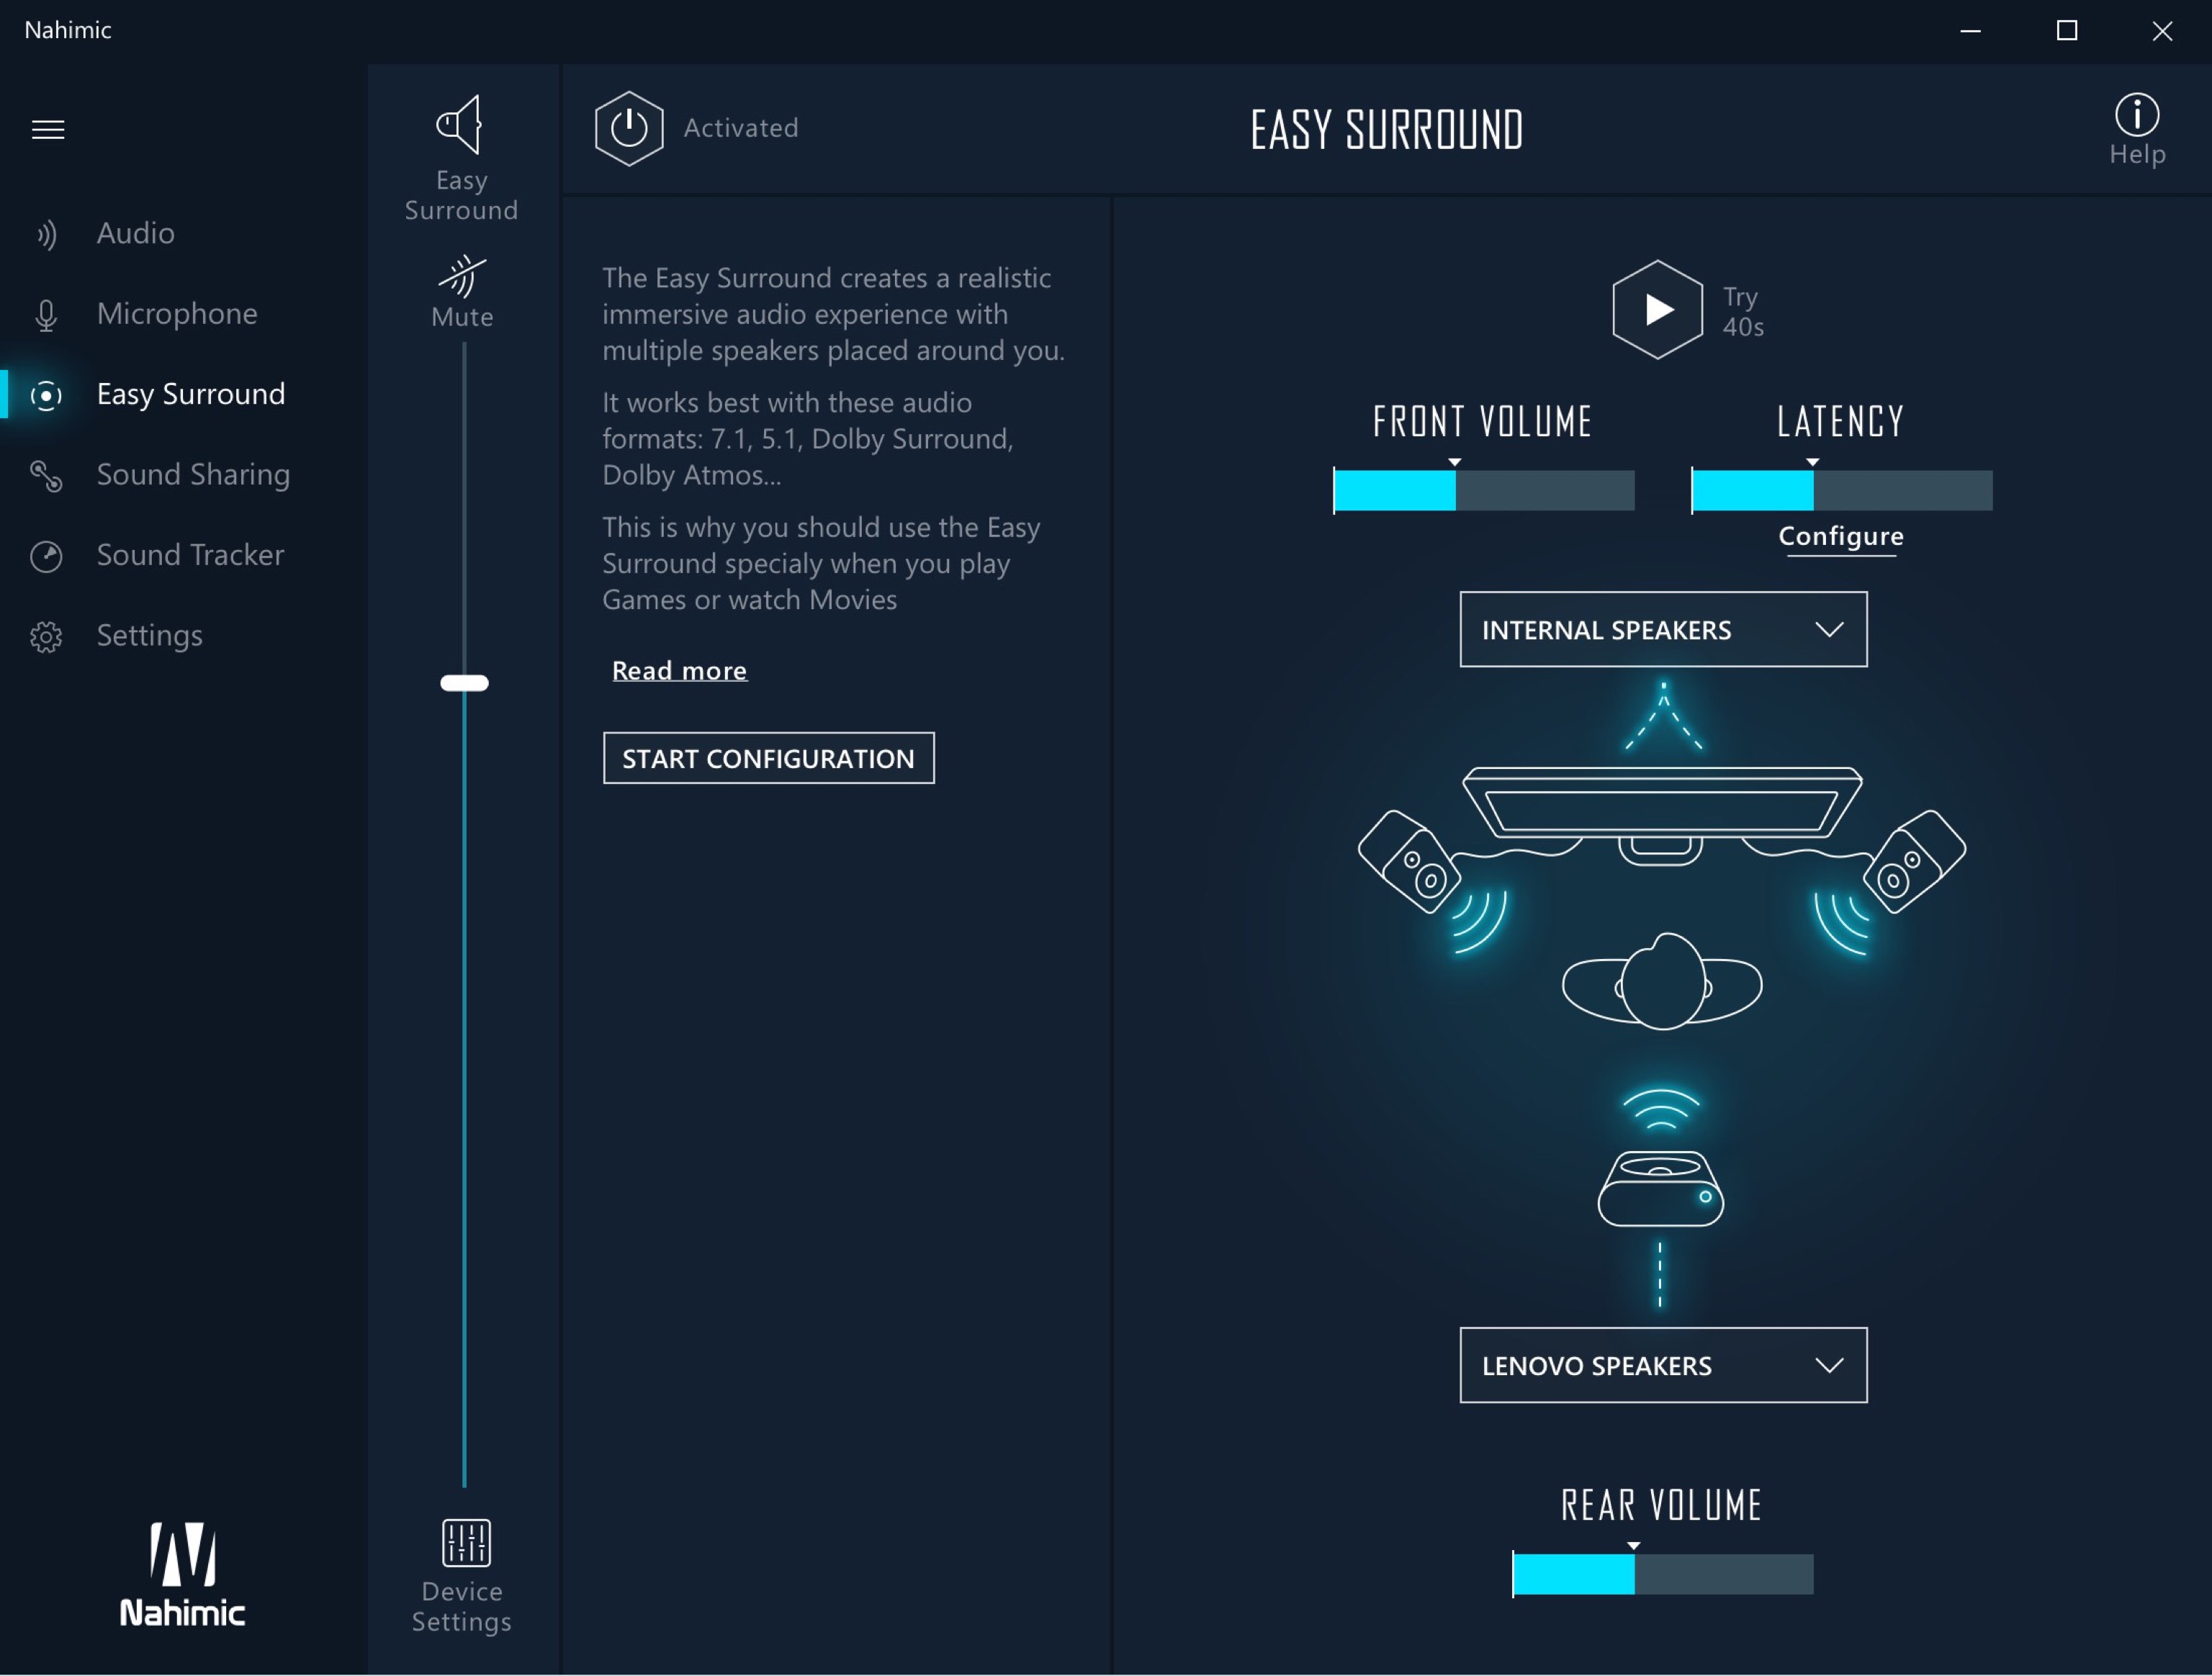 Nahimic
Audio
Microphone
Easy Surround
Sound Sharing
Sound Tracker
Settings
Nahimic
Easy
Surround
Mute
Device
Settings
Activated
EASY SURROUND
Help
The Easy Surround creates a realistic
immersive audio experience with
multiple speakers placed around you.
It works best with these audio
formats: 7.1, 5.1, Dolby Surround,
Dolby Atmos...
This is why you should use the Easy
Surround specialy when you play
Games or watch Movies
Read more
START CONFIGURATION
Try
40s
FRONT VOLUME
LATENCY
Configure
INTERNAL SPEAKERS
LENOVO SPEAKERS
REAR VOLUME